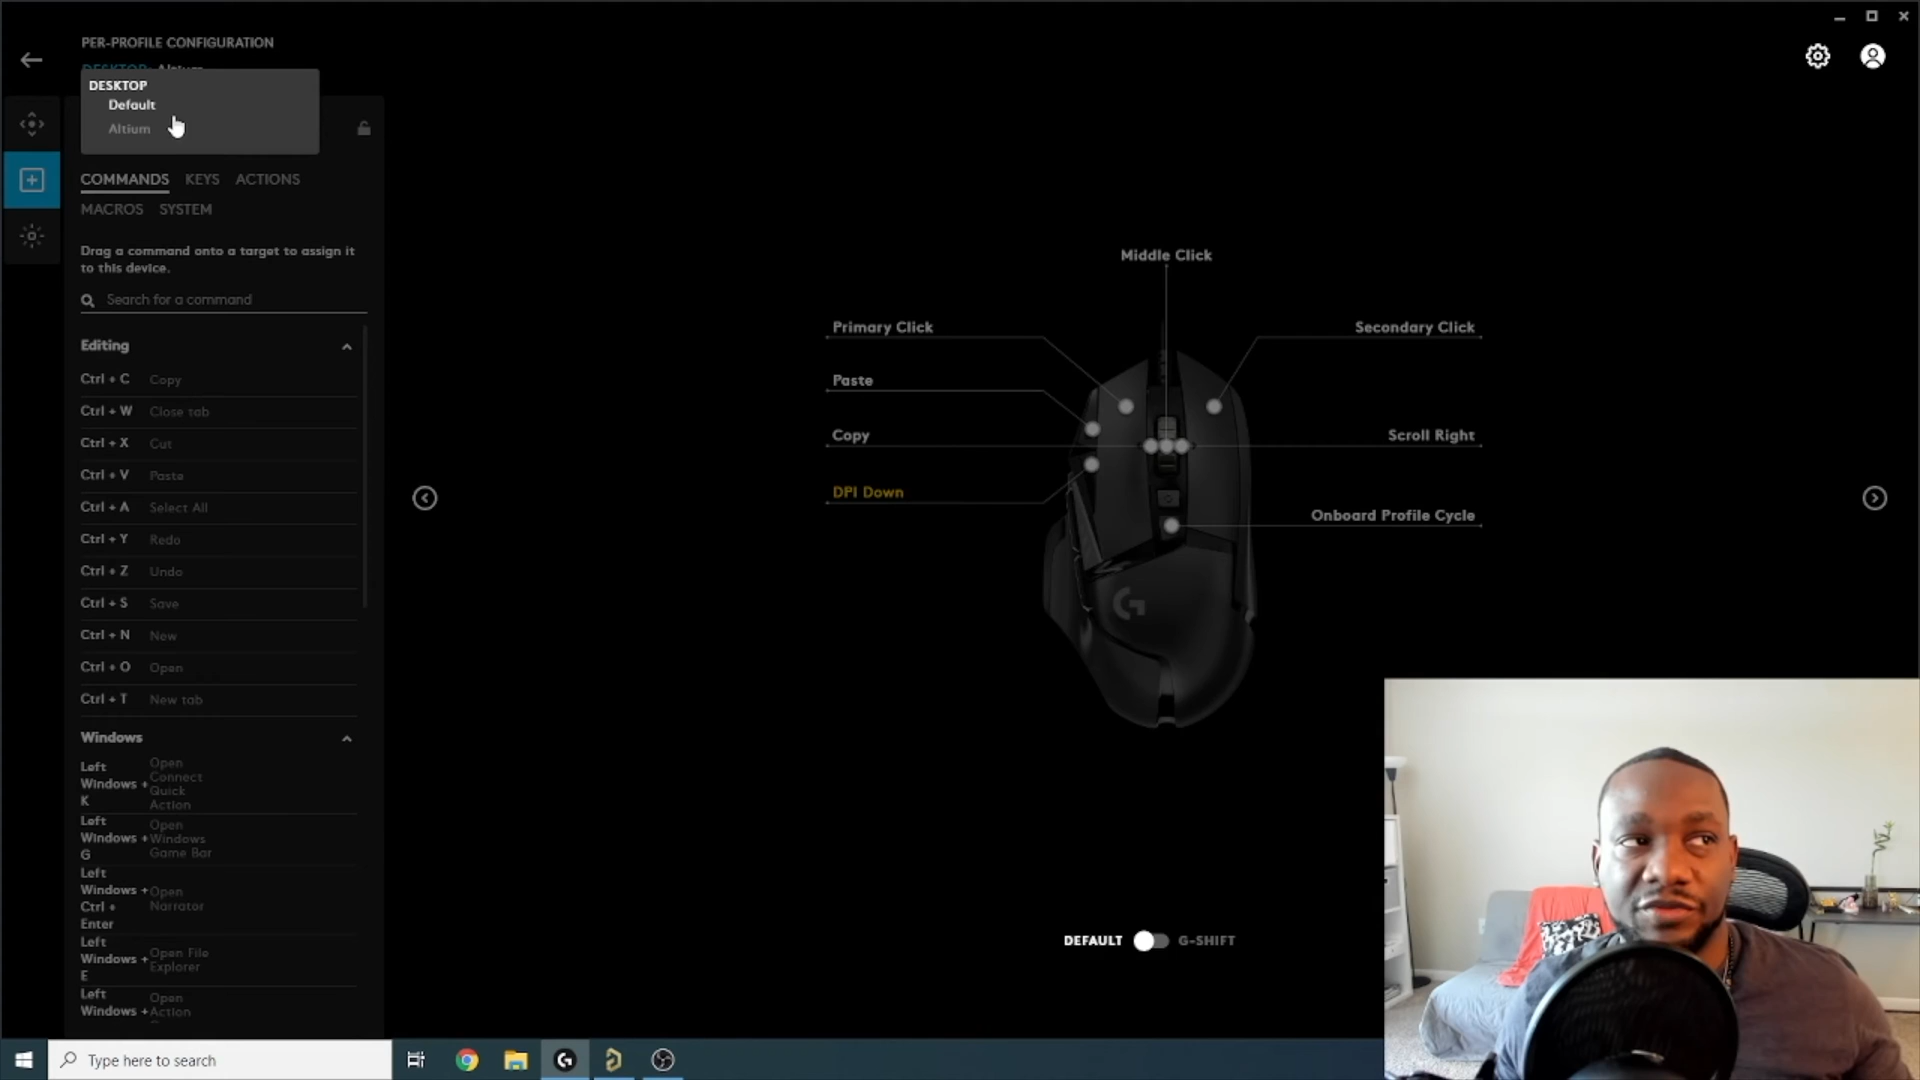 PER-PROFILE CONFIGURATION
DESKTOP: Altium
DESKTOP
Default
Altium
COMMANDS KEYS ACTIONS
MACROS SYSTEM
Drag a command onto a target to assign it
to this device.
Search for a command
Editing
Ctrl + C Copy
Ctrl + W Close tab
Ctrl + X Cut
Ctrl + V Paste
Ctrl + A Select All
Ctrl + Y Redo
Ctrl + Z Undo
Ctrl + S Save
Ctrl + N New
Ctrl + O Open
Ctrl + T New tab
Windows
Left
Windows +
K
Open
Connect
Quick
Action
Left
Windows +
G
Open
Windows
Game Bar
Left
Windows +
Ctrl +
Enter
Open
Narrator
Left
Windows +
E
Open File
Explorer
Left
Windows +
Open
Action
Middle Click
Primary Click
Secondary Click
Paste
Copy
Scroll Right
DPI Down
Onboard Profile Cycle
DEFAULT G-SHIFT
Type here to search